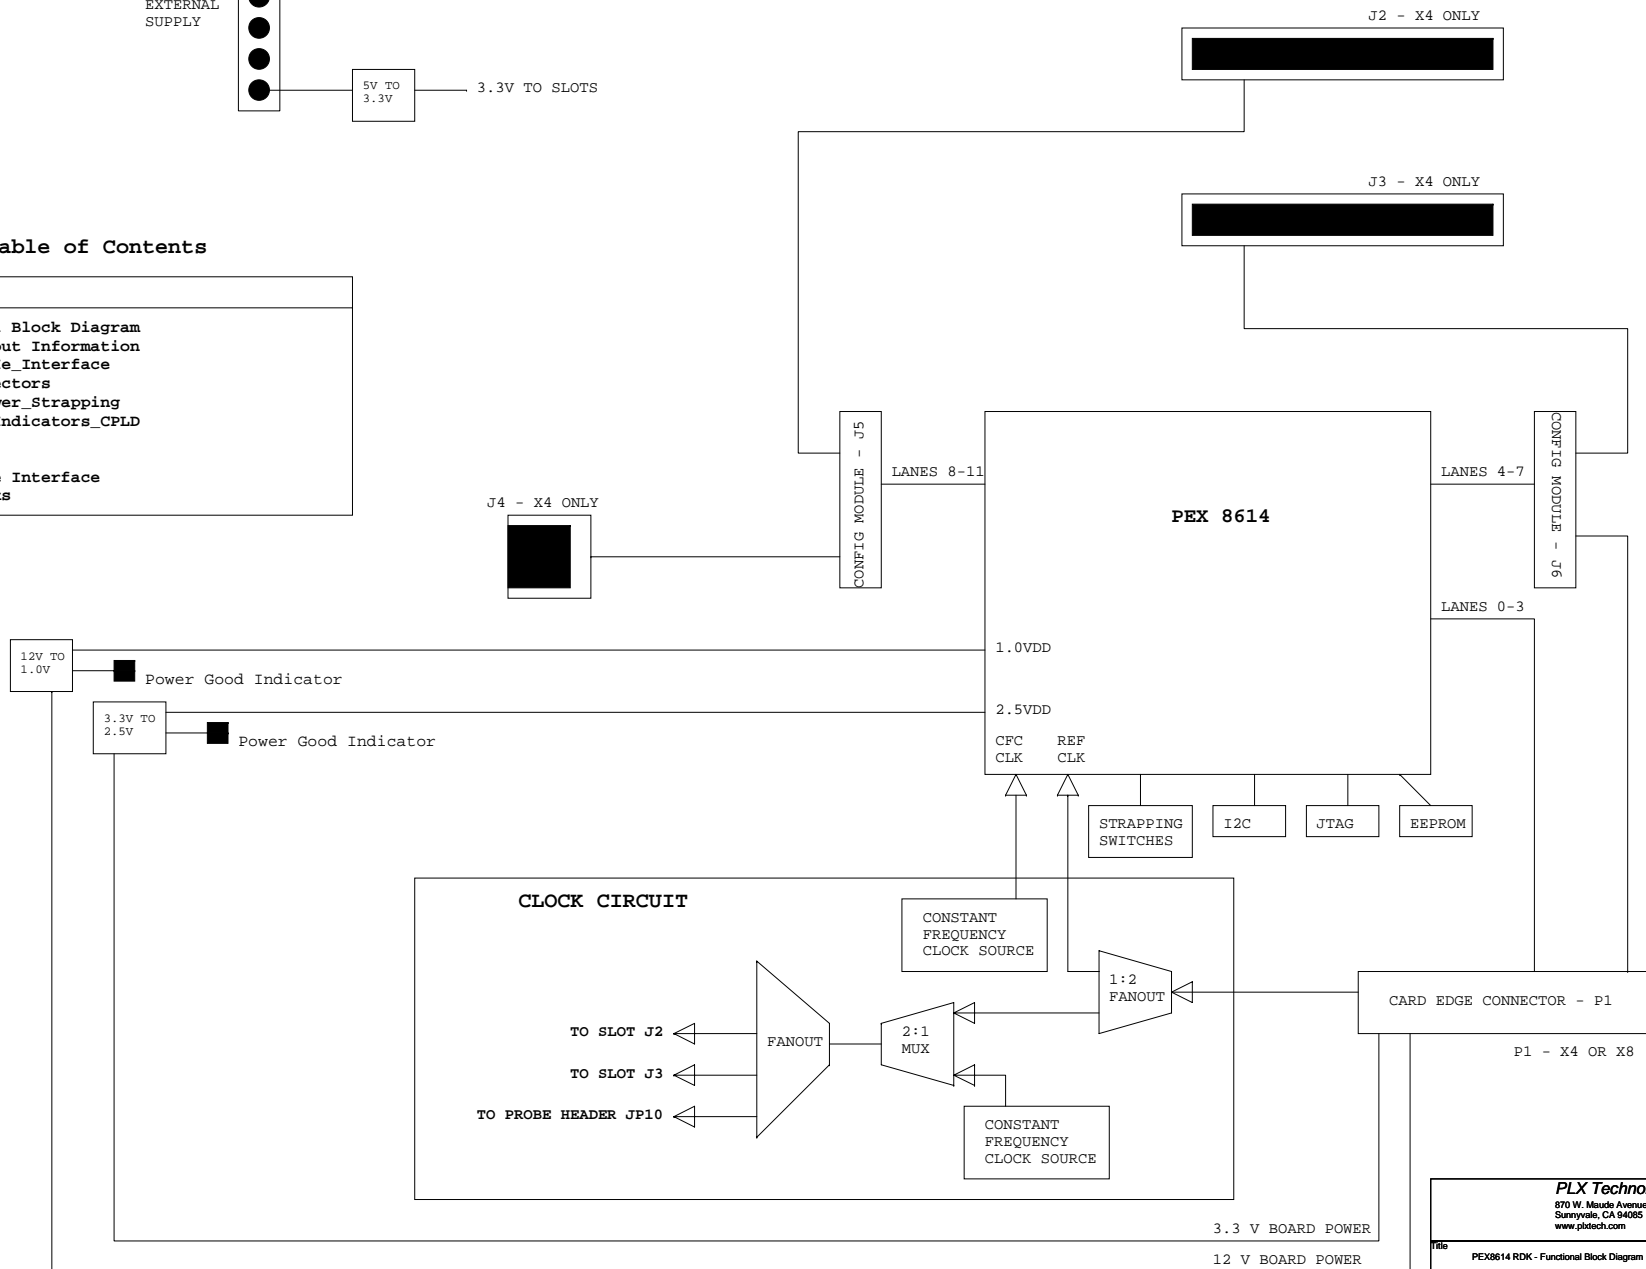 EXTERNAL
SUPPLY
5V TO
3.3V
3.3V TO SLOTS
J2 - X4 ONLY
J3 - X4 ONLY
able of Contents
Block Diagram
out Information
e_Interface
ectors
er_Strapping
Indicators_CPLD
Interface
s
J4 - X4 ONLY
CONFIG MODULE - J5
LANES 8-11
PEX 8614
LANES 4-7
CONFIG MODULE - J6
LANES 0-3
12V TO
1.0V
Power Good Indicator
1.0VDD
3.3V TO
2.5V
Power Good Indicator
2.5VDD
CFC
CLK
REF
CLK
STRAPPING
SWITCHES
I2C
JTAG
EEPROM
CLOCK CIRCUIT
CONSTANT
FREQUENCY
CLOCK SOURCE
1:2
FANOUT
CARD EDGE CONNECTOR - P1
P1 - X4 OR X8
TO SLOT J2
TO SLOT J3
TO PROBE HEADER JP10
FANOUT
2:1
MUX
CONSTANT
FREQUENCY
CLOCK SOURCE
3.3 V BOARD POWER
12 V BOARD POWER
PLX Techno
870 W. Maude Avenue
Sunnyvale, CA 94085
www.plxtech.com
Title
PEX8614 RDK - Functional Block Diagram